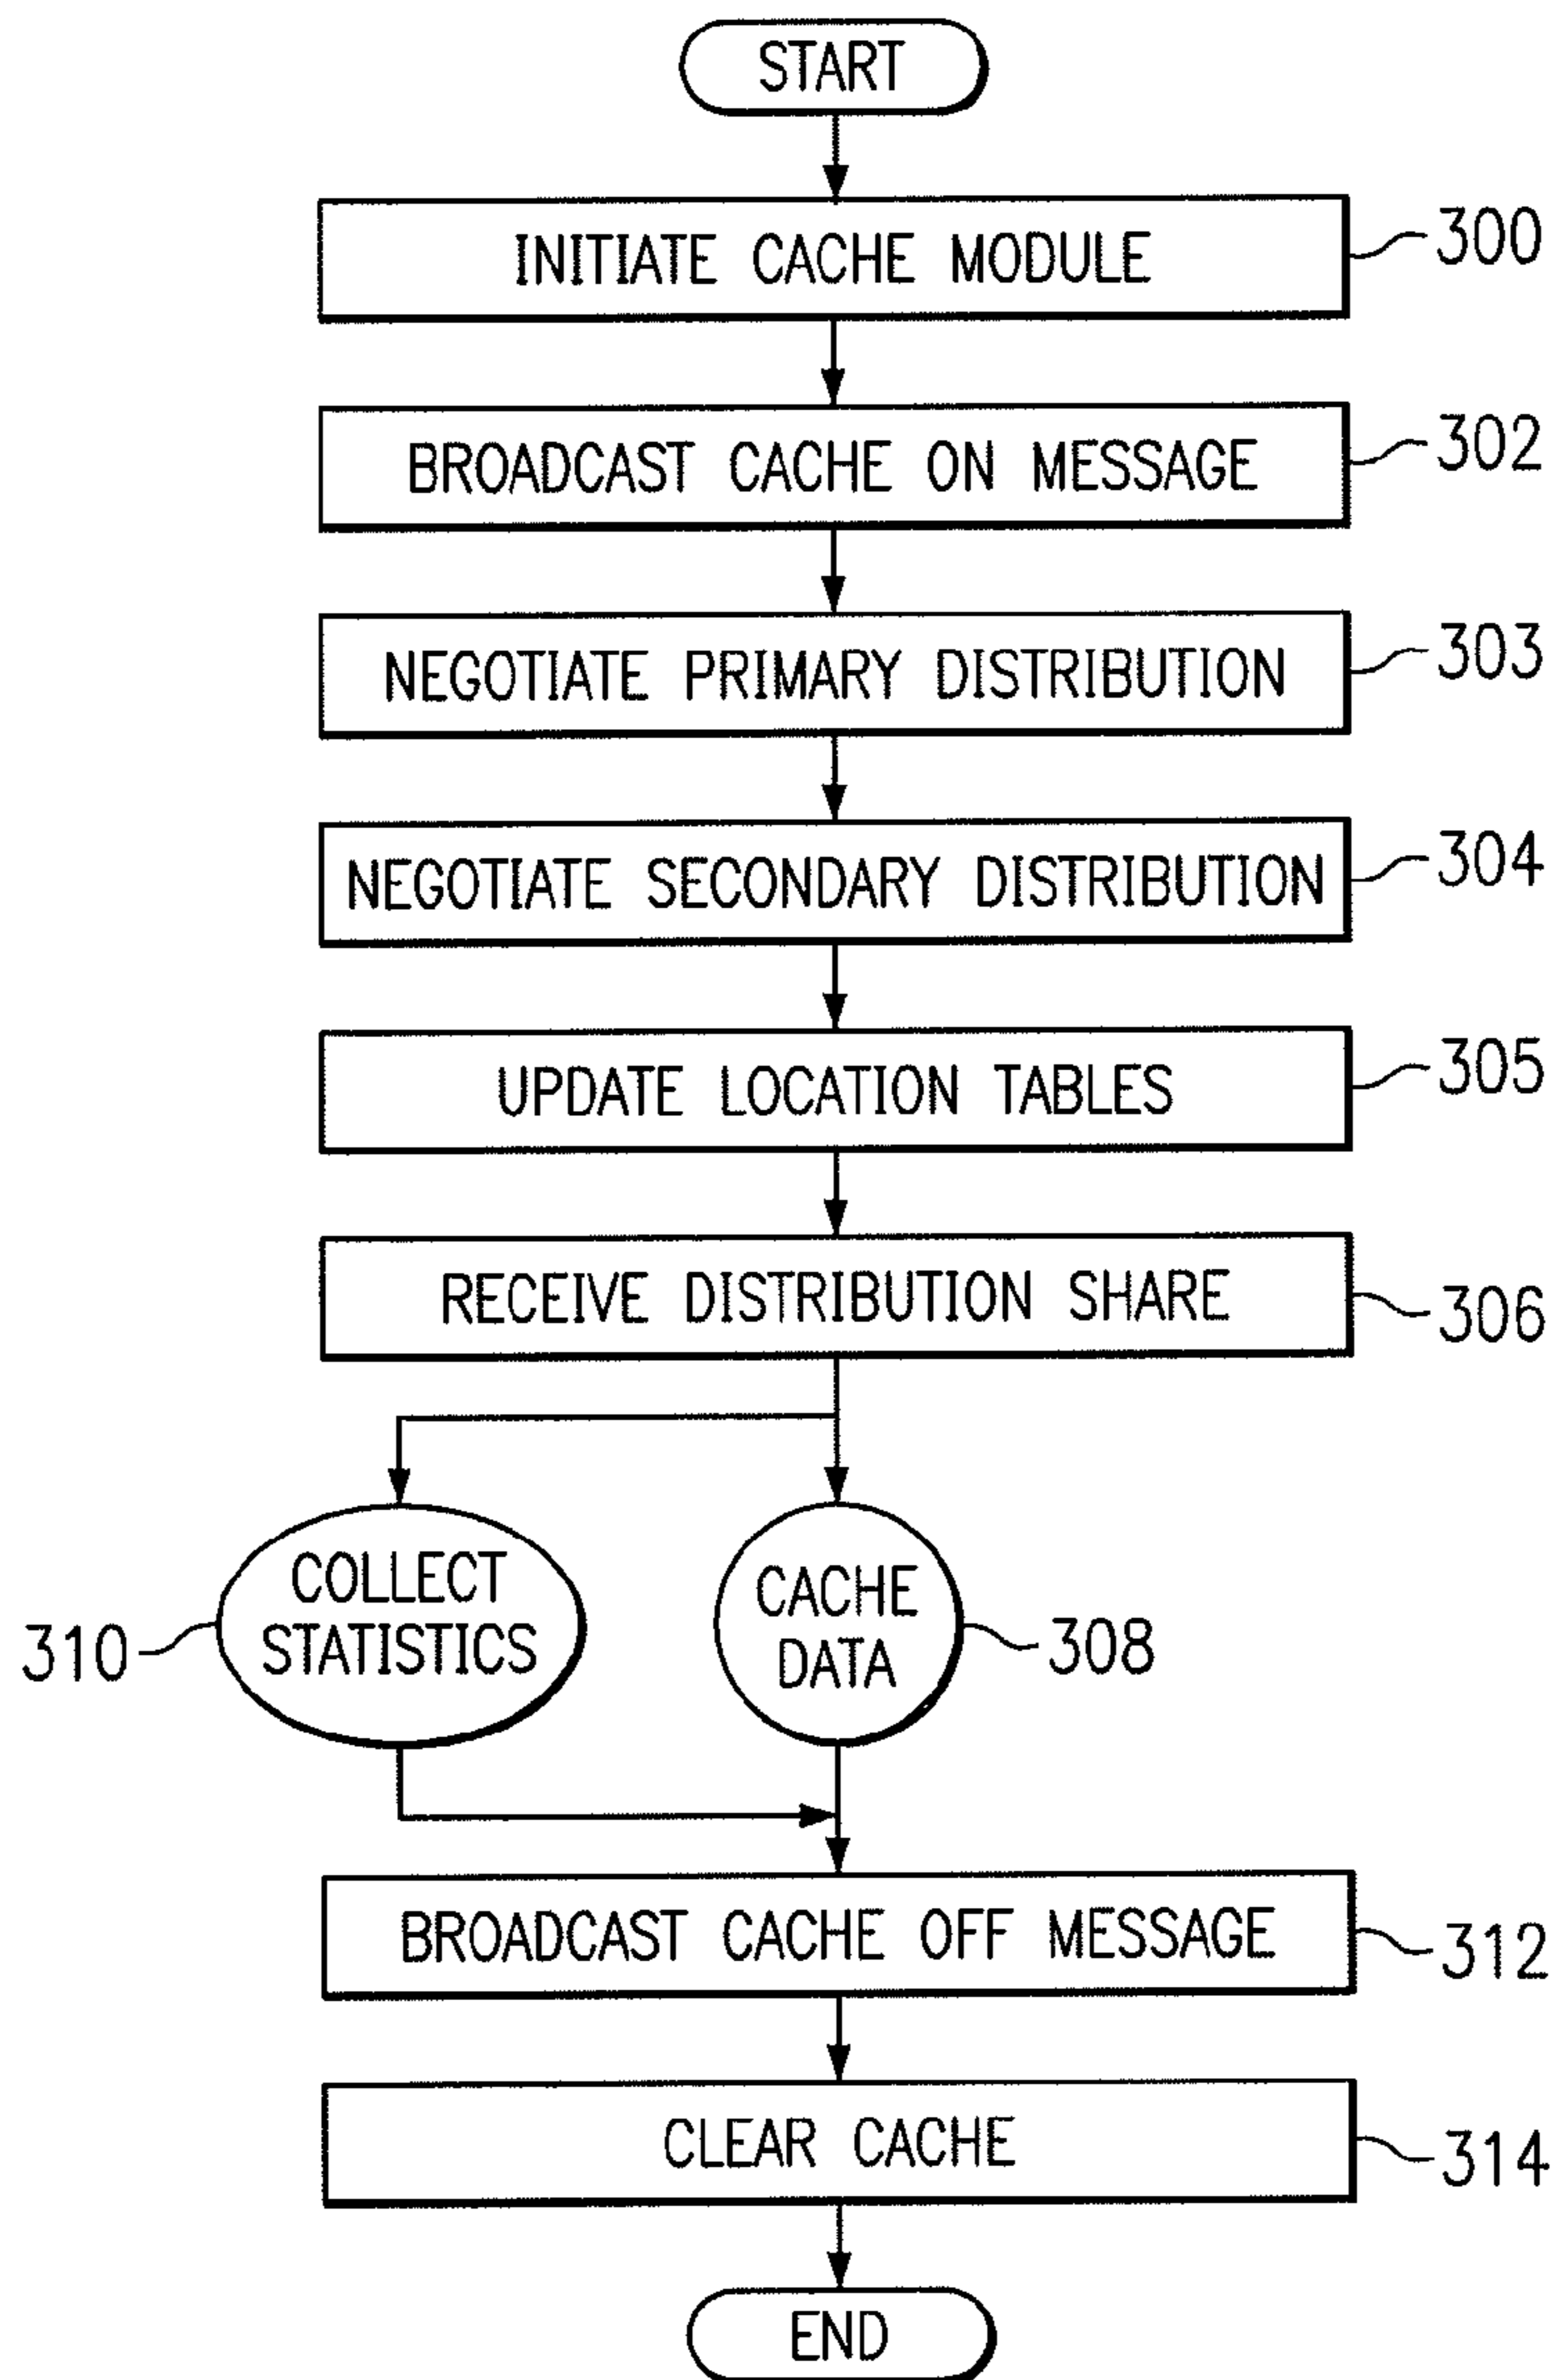 START
INITIATE CACHE MODULE
300
BROADCAST CACHE ON MESSAGE
302
NEGOTIATE PRIMARY DISTRIBUTION
303
NEGOTIATE SECONDARY DISTRIBUTION
304
UPDATE LOCATION TABLES
305
RECEIVE DISTRIBUTION SHARE
306
310
COLLECT
STATISTICS
CACHE
DATA
308
BROADCAST CACHE OFF MESSAGE
312
CLEAR CACHE
314
END